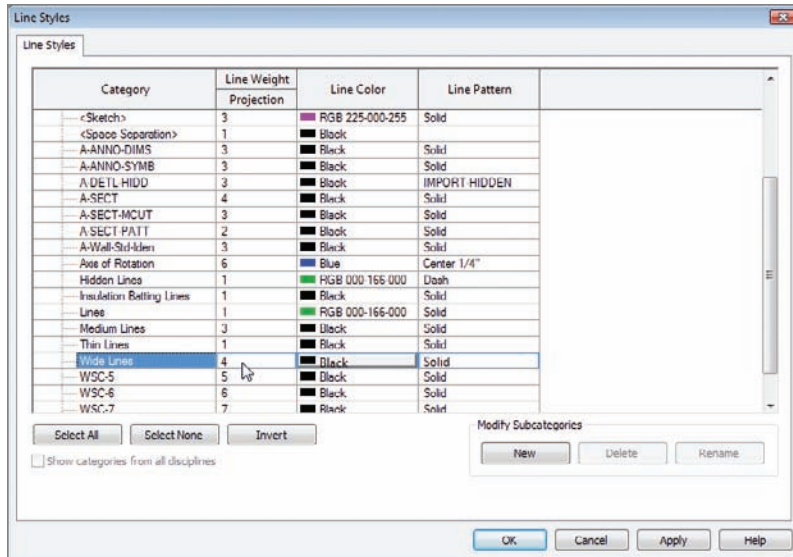 Line Styles
Line Styles
Category Line Weight Line Color Line Pattern
Projection
<Sketch> 3 RGB 225-000-255 Solid
<Space Separation> 1 Black
A-ANNO-DIMS 3 Black Solid
A-ANNO-SYMB 3 Black Solid
A-DETL-HIDD 3 Black IMPORT-HIDDEN
A-SECT 4 Black Solid
A-SECT-MCUT 3 Black Solid
A-SECT-PATT 2 Black Solid
A-Wall-Std-Iden 3 Black Solid
Axis of Rotation 6 Blue Center 1/4"
Hidden Lines 1 RGB 000-166-000 Dash
Insulation Batting Lines 1 Black Solid
Lines 1 RGB 000-166-000 Solid
Medium Lines 3 Black Solid
Thin Lines 1 Black Solid
Wide Lines 4 Black Solid
WSC-5 5 Black Solid
WSC-6 6 Black Solid
WSC-7 7 Black Solid
Select All Select None Invert
Show categories from all disciplines
Modify Subcategories
New Delete Rename
OK Cancel Apply Help